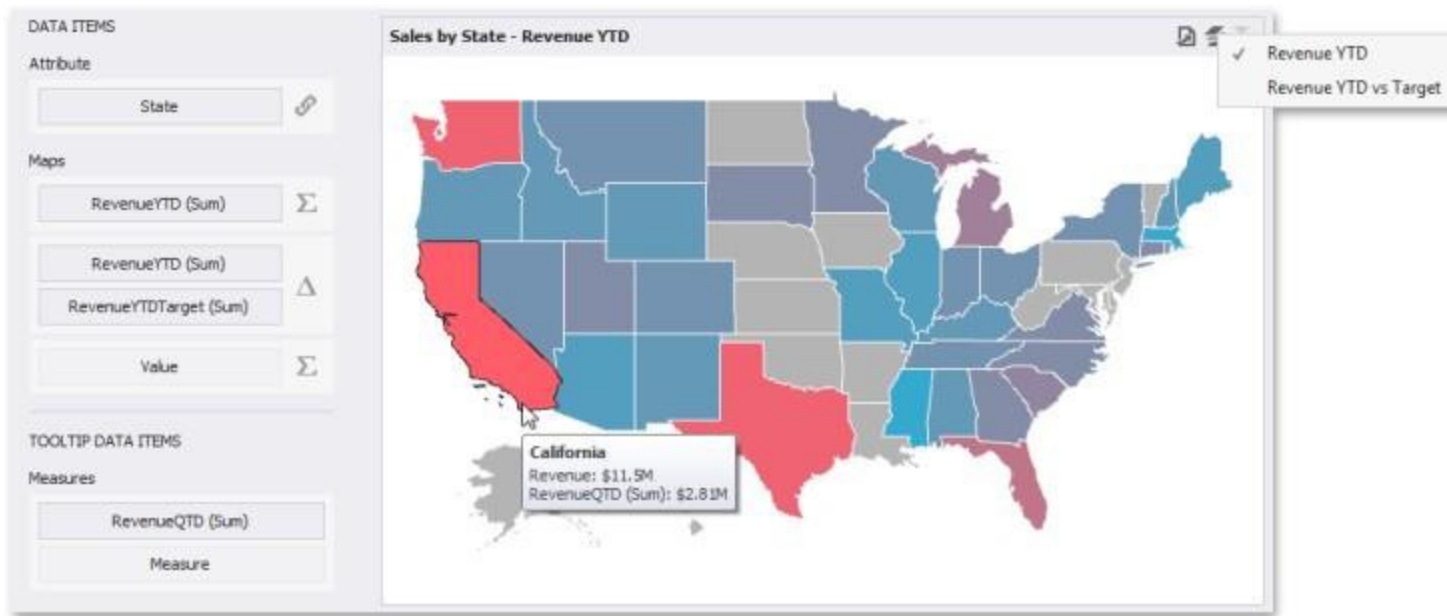 DATA ITEMS
Attribute
State
Maps
RevenueYTD (Sum)
Σ
RevenueYTD (Sum)
RevenueYTDTarget (Sum)
Δ
Value
Σ
TOOLTIP DATA ITEMS
Measures
RevenueQTD (Sum)
Measure
Sales by State - Revenue YTD
✓ Revenue YTD
Revenue YTD vs Target
California
Revenue: $11.5M
RevenueQTD (Sum): $2.81M